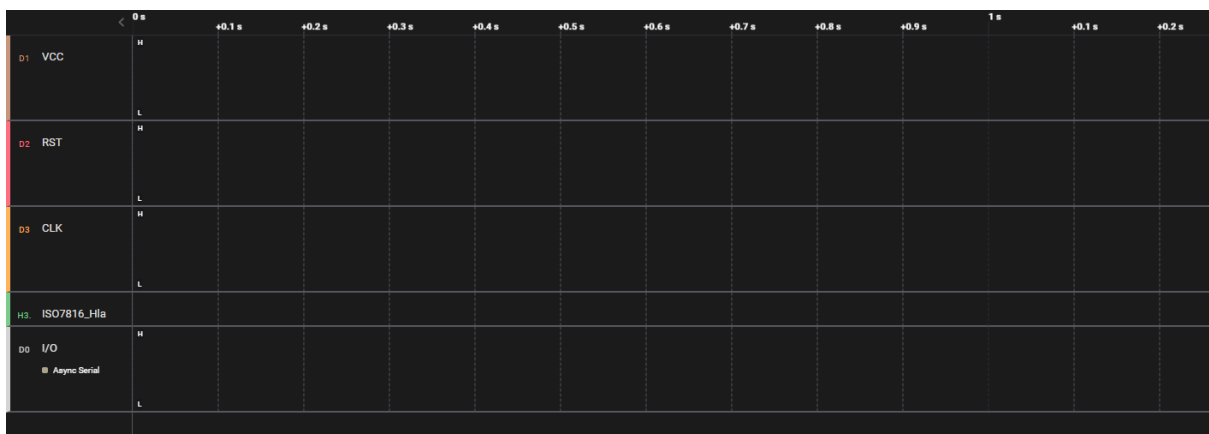 0 s
+0.1 s +0.2 s +0.3 s +0.4 s +0.5 s +0.6 s +0.7 s +0.8 s +0.9 s
1 s
+0.1 s +0.2 s
H
D1 VCC
L
H
D2 RST
L
H
D3 CLK
L
H3. ISO7816_Hla
H
D0 I/O
Async Serial
L